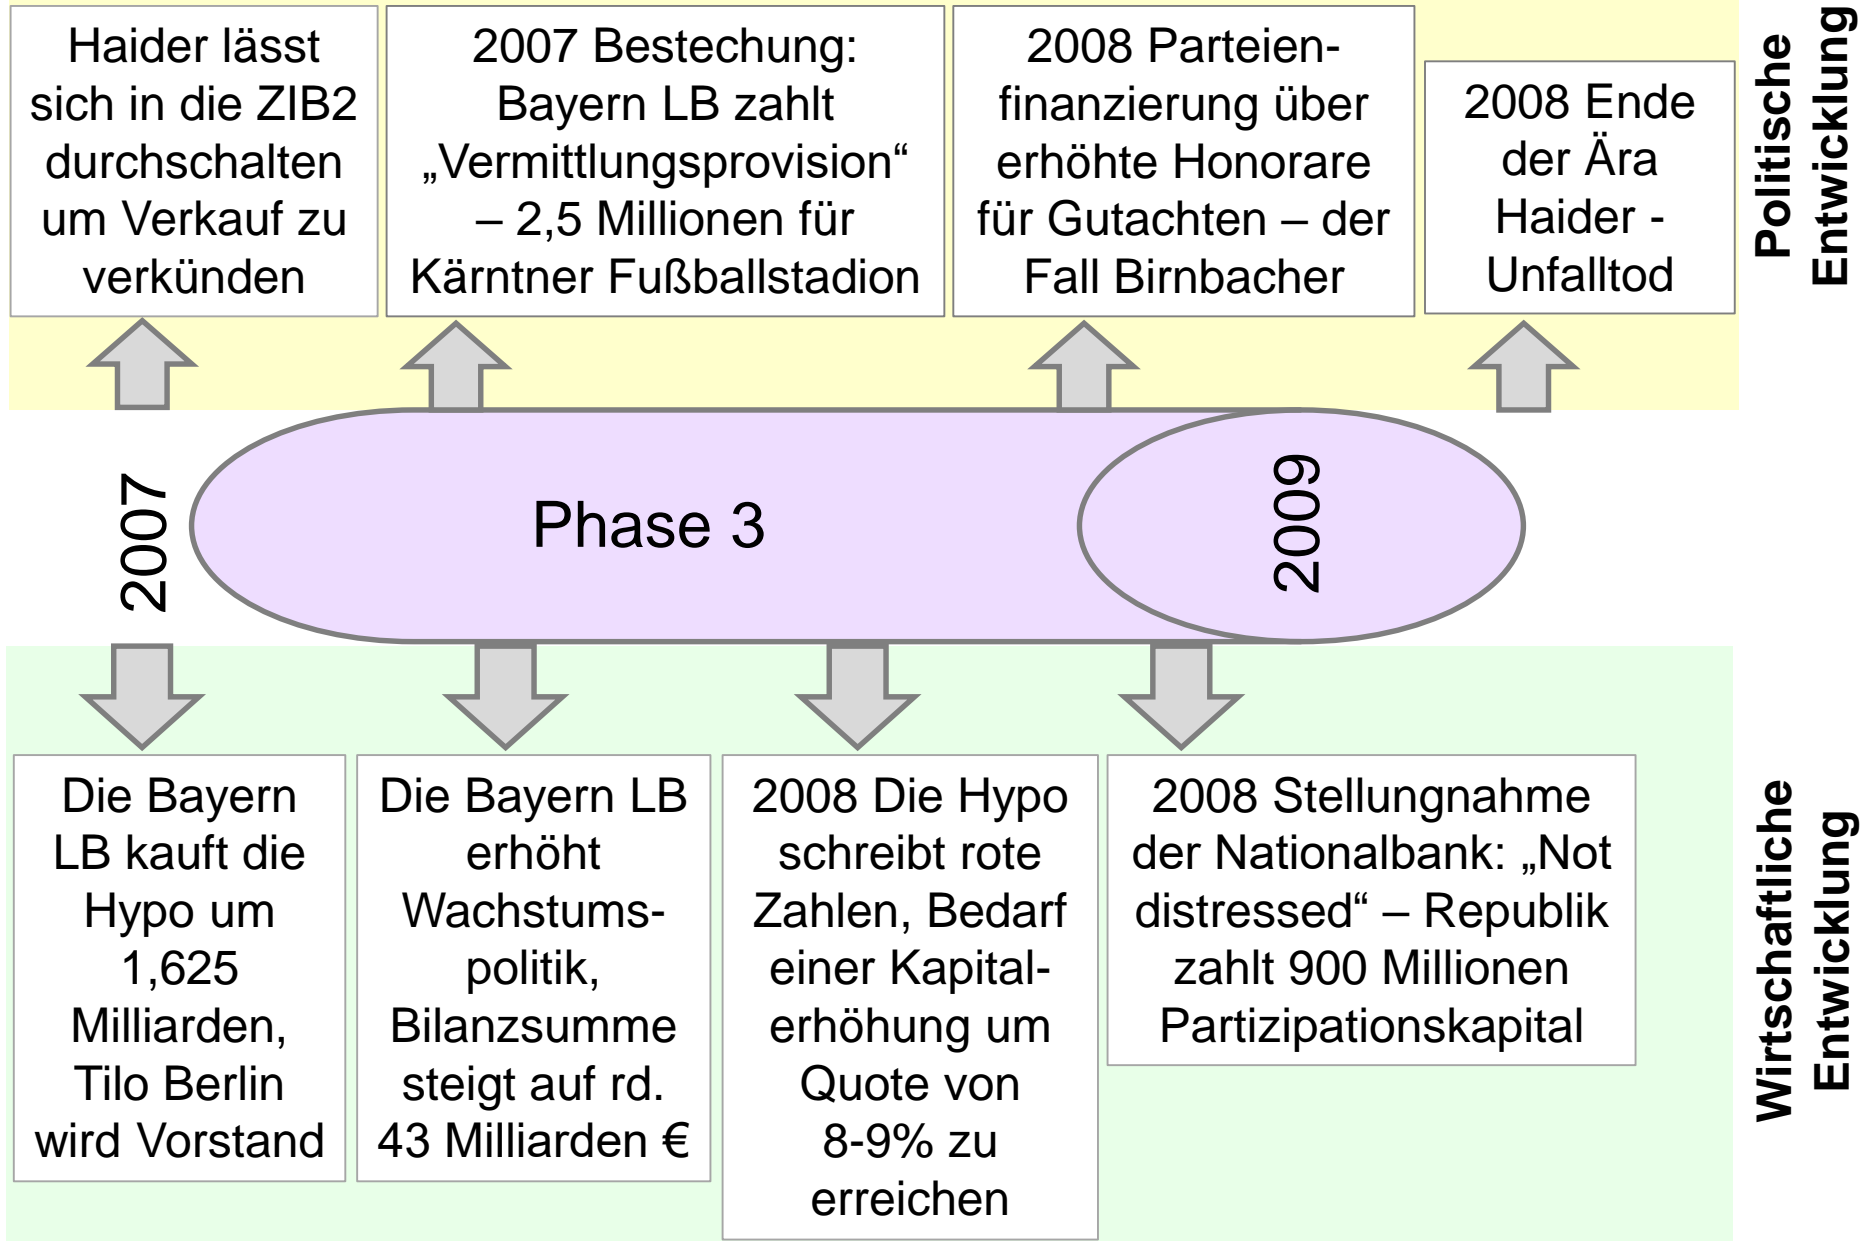 Haider lässt
sich in die ZIB2
durchschalten
um Verkauf zu
verkünden
2007 Bestechung:
Bayern LB zahlt
„Vermittlungsprovision“
– 2,5 Millionen für
Kärntner Fußballstadion
2008 Parteien-
finanzierung über
erhöhte Honorare
für Gutachten – der
Fall Birnbacher
2008 Ende
der Ära
Haider -
Unfalltod
Politische
Entwicklung
2007
Phase 3
2009
Die Bayern
LB kauft die
Hypo um
1,625
Milliarden,
Tilo Berlin
wird Vorstand
Die Bayern LB
erhöht
Wachstums-
politik,
Bilanzsumme
steigt auf rd.
43 Milliarden €
2008 Die Hypo
schreibt rote
Zahlen, Bedarf
einer Kapital-
erhöhung um
Quote von
8-9% zu
erreichen
2008 Stellungnahme
der Nationalbank: „Not
distressed“ – Republik
zahlt 900 Millionen
Partizipationskapital
Wirtschaftliche
Entwicklung